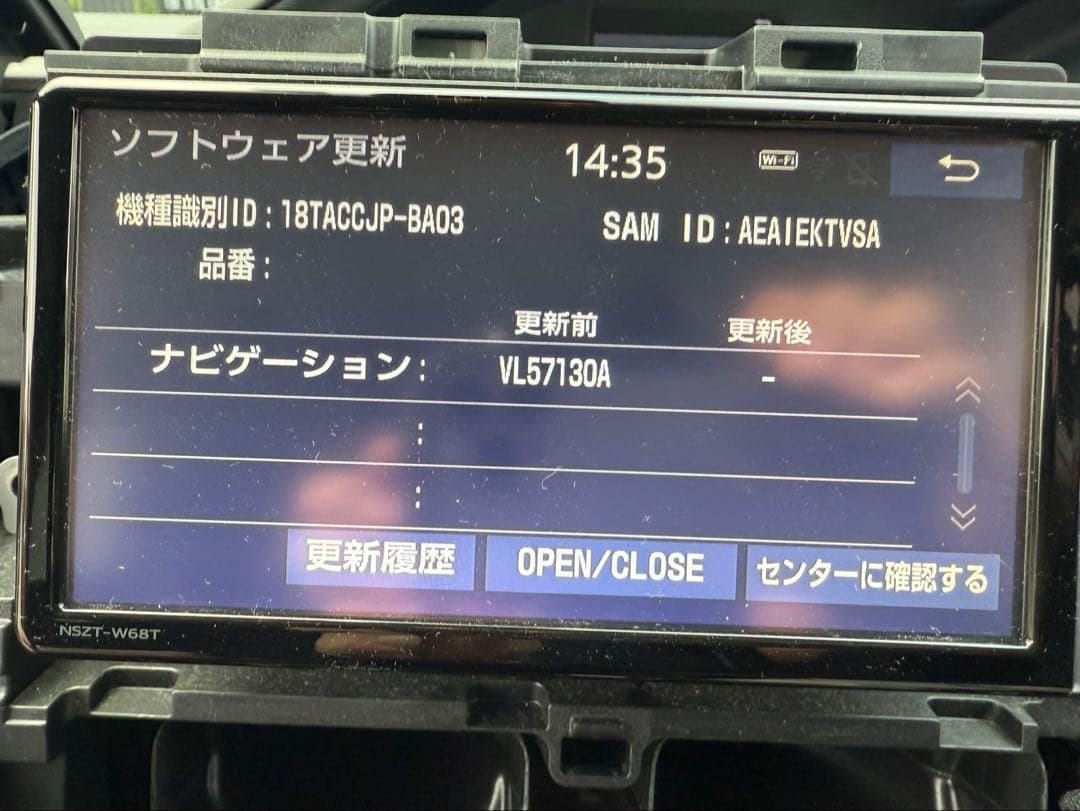 ソフトウェア更新 14:35 Wi-Fi
機種識別ID:18TACCJP-BA03 SAM ID:AEAIEKTVSA
品番:
更新前 更新後
ナビゲーション: VL57130A -
:
:
更新履歴 OPEN/CLOSE センターに確認する
NSZT-W68T